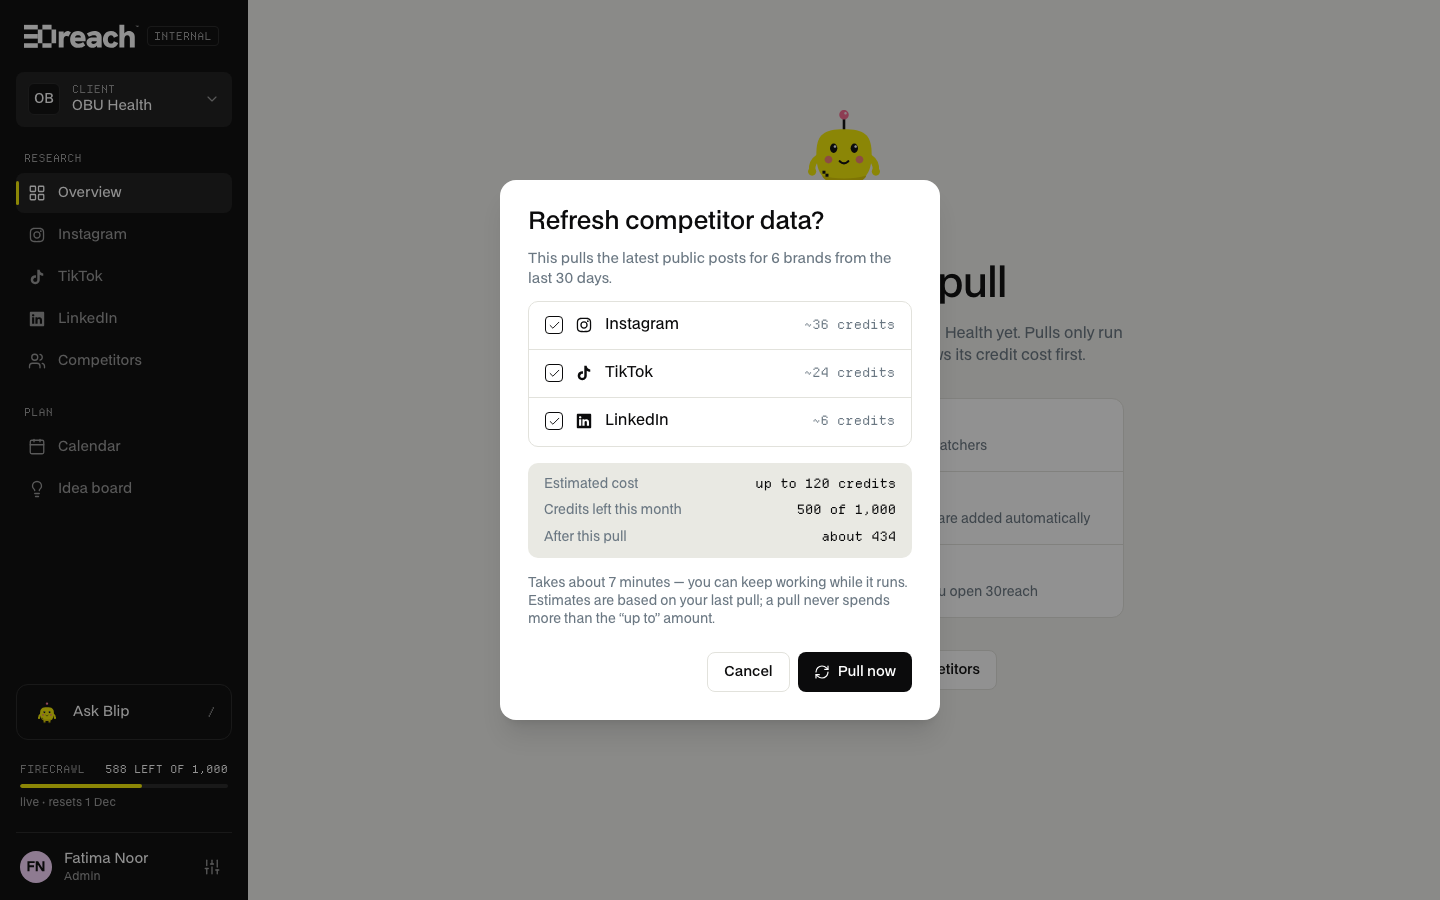 30reach
INTERNAL
OB
CLIENT
OBU Health
RESEARCH
Overview
Instagram
TikTok
LinkedIn
Competitors
PLAN
Calendar
Idea board
Ask Blip
/
FIRECRAWL
588 LEFT OF 1,000
live · resets 1 Dec
FN
Fatima Noor
Admin
pull
Health yet. Pulls only run
its credit cost first.
are added automatically
open 30reach
Refresh competitor data?
This pulls the latest public posts for 6 brands from the
last 30 days.
Instagram
~36 credits
TikTok
~24 credits
LinkedIn
~6 credits
Estimated cost
up to 120 credits
Credits left this month
500 of 1,000
After this pull
about 434
Takes about 7 minutes — you can keep working while it runs.
Estimates are based on your last pull; a pull never spends
more than the “up to” amount.
Cancel
Pull now